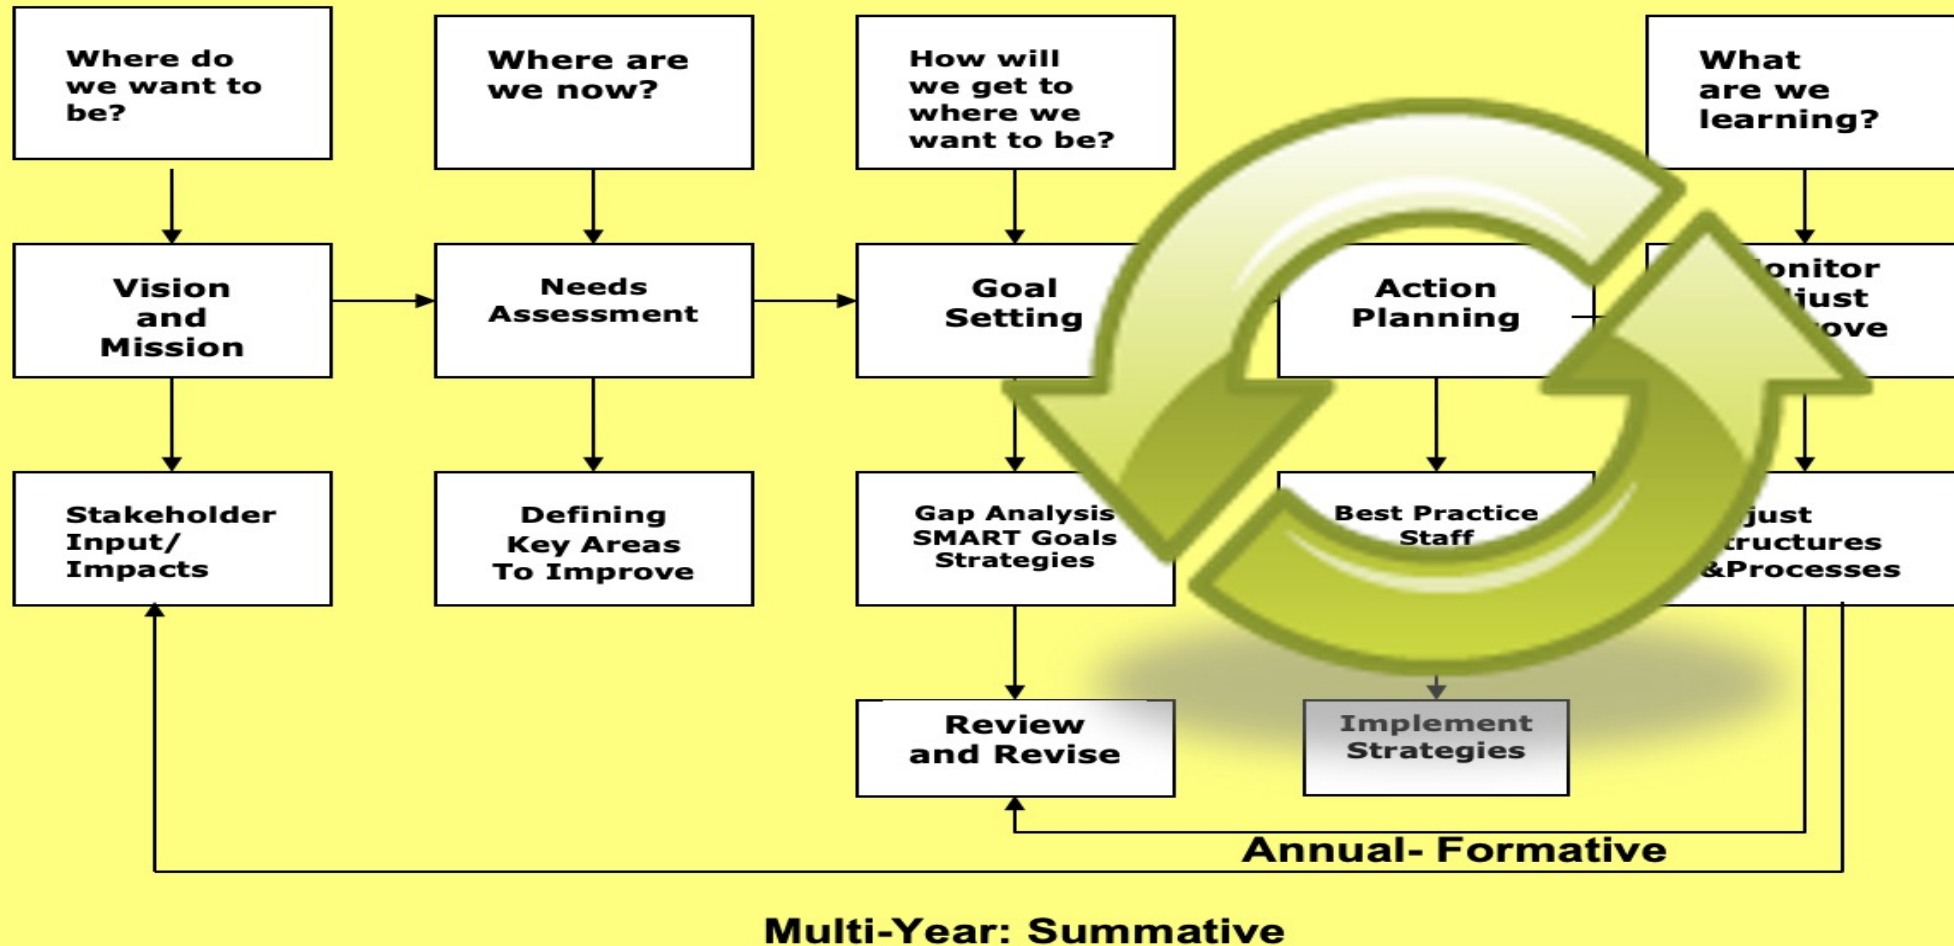 Where do
we want to
be?
Where are
we now?
How will
we get to
where we
want to be?
What
are we
learning?
Vision
and
Mission
Needs
Assessment
Goal
Setting
Action
Planning
Stakeholder
Input/
Impacts
Defining
Key Areas
To Improve
Gap Analysis
SMART Goals
Strategies
Best Practice
Staff
&Processes
Review
and Revise
Implement
Strategies
Annual- Formative
Multi-Year: Summative